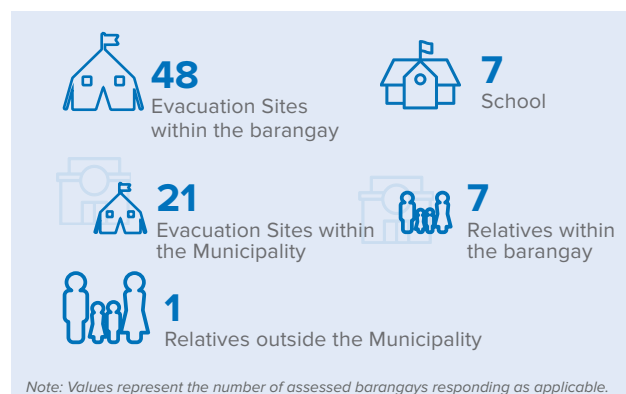 48
Evacuation Sites
within the barangay
7
School
21
Evacuation Sites within
the Municipality
7
Relatives within
the barangay
1
Relatives outside the Municipality
Note: Values represent the number of assessed barangays responding as applicable.